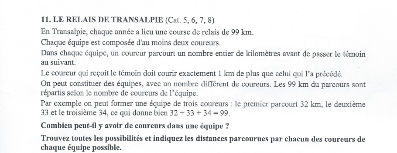 11. LE RELAIS DE TRANSALPIE (Cat. 5, 6, 7, 8)
En Transalpie, chaque année a lieu une course de relais de 99 km.
Chaque équipe est composée d'au moins deux coureurs.
Dans chaque équipe, un coureur parcourt un nombre entier de kilomètres avant de passer le témoin
au suivant.
Le coureur qui reçoit le témoin doit courir exactement 1 km de plus que celui qui l'a précédé.
On peut constituer des équipes, avec un nombre différent de coureurs. Les 99 km du parcours sont
répartis selon le nombre de coureurs de l'équipe.
Par exemple on peut former une équipe de trois coureurs : le premier parcourt 32 km, le deuxième
33 et le troisième 34, ce qui donne bien 32 + 33 + 34 = 99.
Combien peut-il y avoir de coureurs dans une équipe ?
Trouvez toutes les possibilités et indiquez les distances parcourues par chacun des coureurs de
chaque équipe possible.